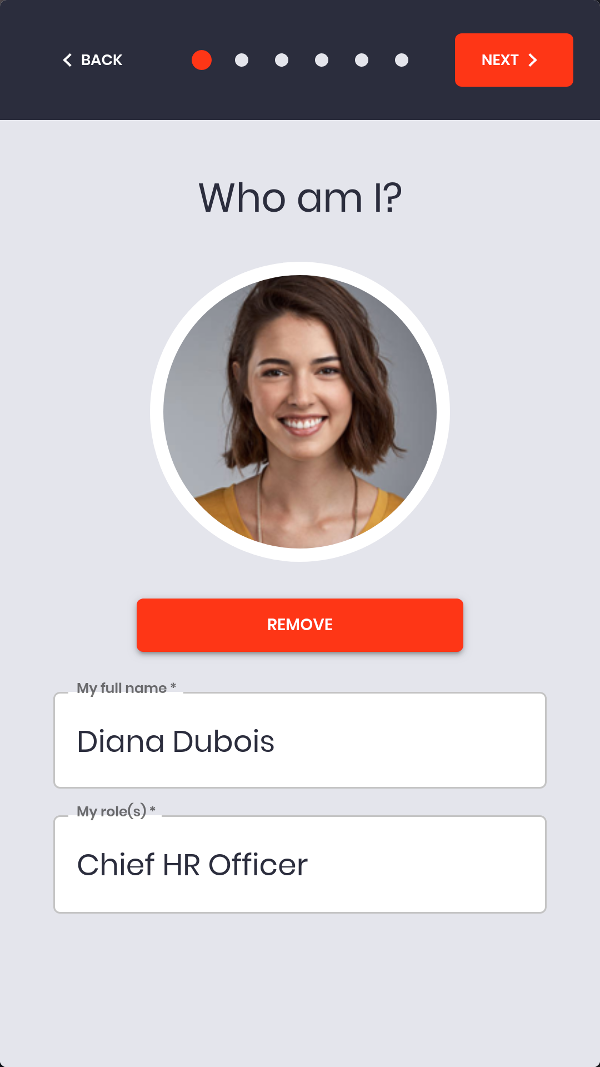 BACK
NEXT
Who am I?
REMOVE
My full name *
Diana Dubois
My role(s) *
Chief HR Officer